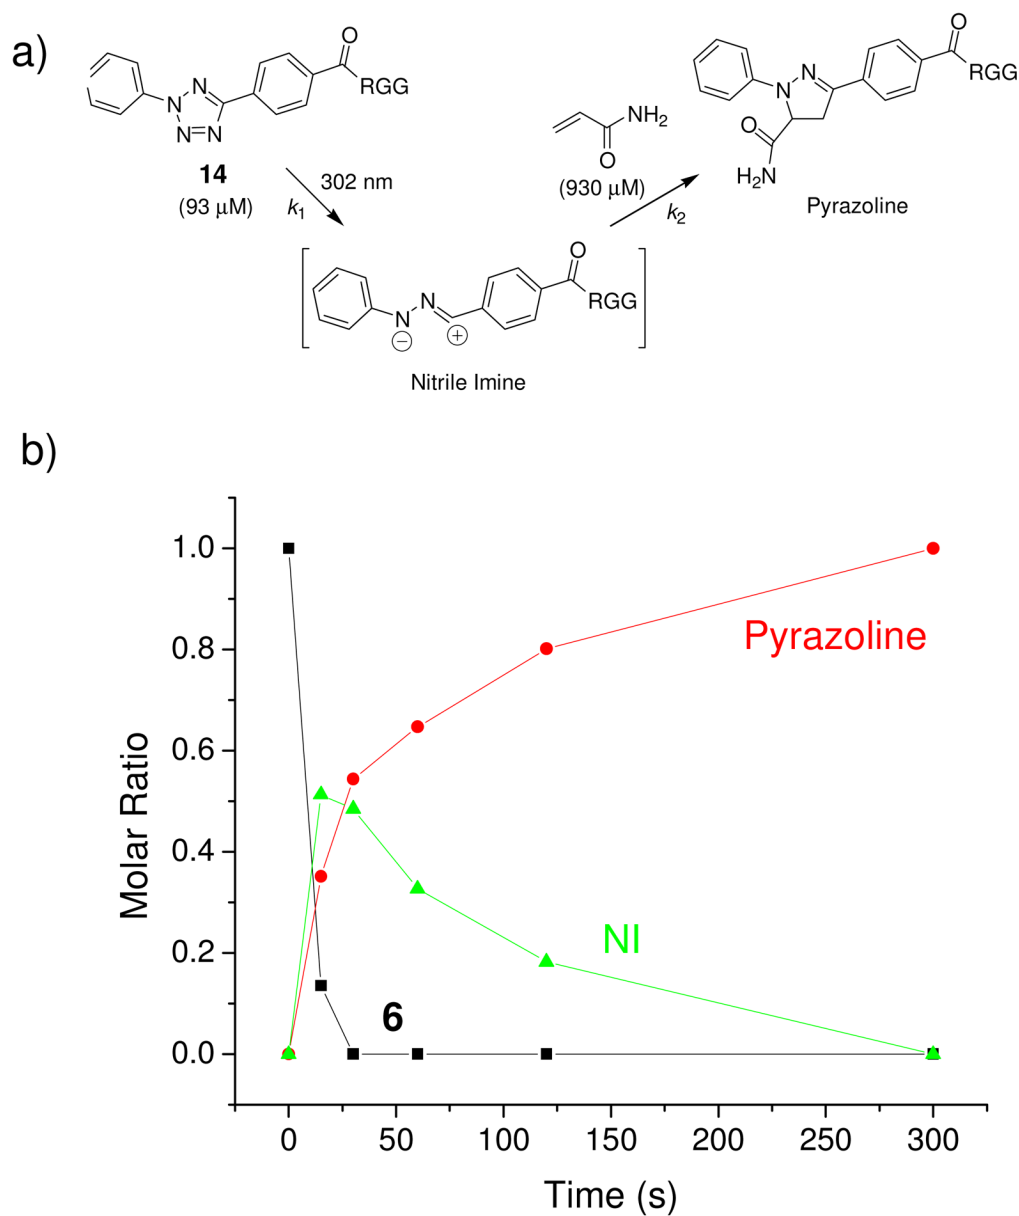 a)
N
N
N
N=N
O
RGG
14
(93 μM)
302 nm
k1
NH2
O
(930 μM)
k2
N
N
O
RGG
O
H2N
Pyrazoline
N
N
O
RGG
Nitrile Imine
b)
Molar Ratio
1.0
0.8
0.6
0.4
0.2
0.0
Pyrazoline
NI
6
0 50 100 150 200 250 300
Time (s)